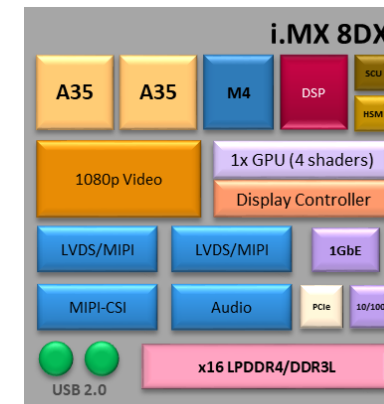 i.MX 8DX
A35
A35
M4
DSP
SCU
HSM
1080p Video
1x GPU (4 shaders)
Display Controller
LVDS/MIPI
LVDS/MIPI
1GbE
MIPI-CSI
Audio
PCIe
10/100
USB 2.0
x16 LPDDR4/DDR3L